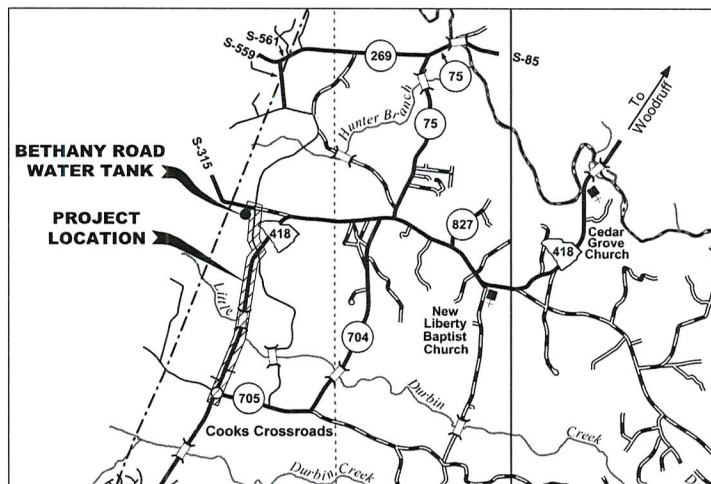 S-561
S-559
269
S-85
75
To
Woodruff
Hunter Branch
75
BETHANY ROAD
WATER TANK
S-315
PROJECT
LOCATION
418
827
418
Cedar
Grove
Church
Little
New
Liberty
Baptist
Church
704
Durbin
705
Cooks Crossroads
Creek
Durbin Creek
D